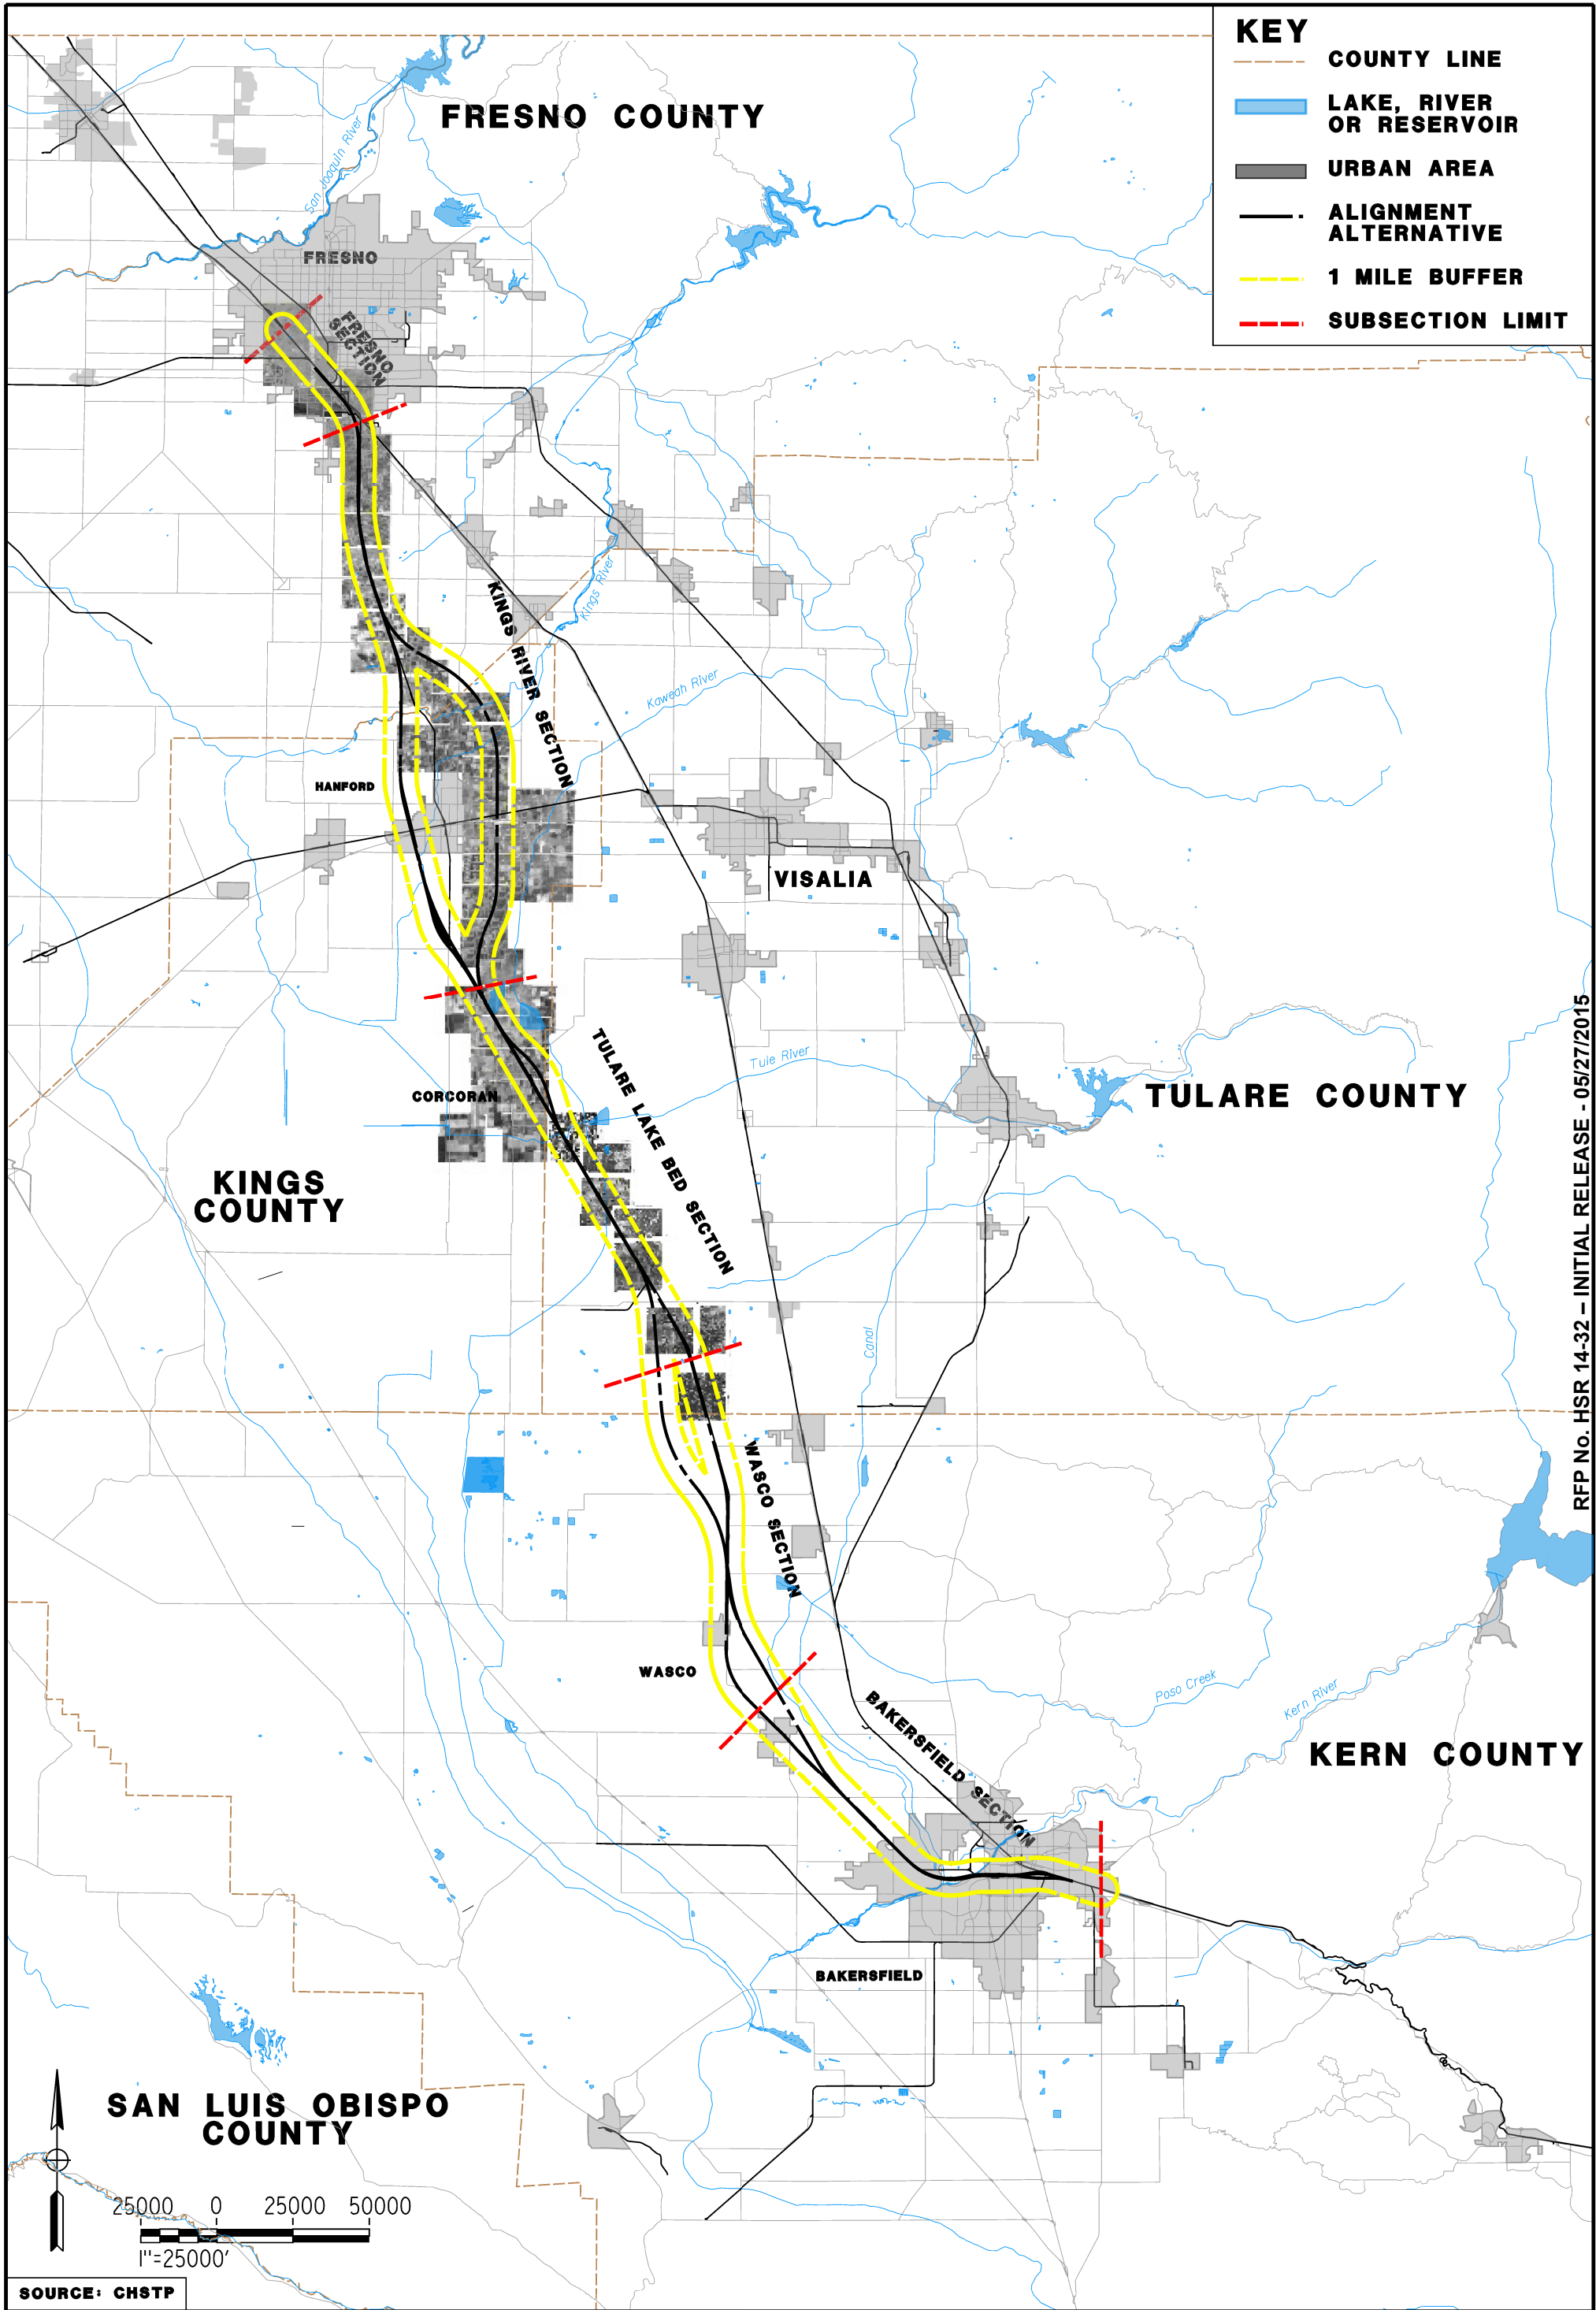 KEY
COUNTY LINE
LAKE, RIVER
OR RESERVOIR
URBAN AREA
ALIGNMENT
ALTERNATIVE
1 MILE BUFFER
SUBSECTION LIMIT
FRESNO COUNTY
San Joaquin River
FRESNO
FRESNO
SECTION
KINGS RIVER SECTION
Kings River
Kaweah River
HANFORD
VISALIA
TULARE LAKE BED SECTION
Tule River
CORCORAN
TULARE COUNTY
KINGS
COUNTY
Canal
WASCO SECTION
WASCO
Poso Creek
Kern River
BAKERSFIELD SECTION
KERN COUNTY
BAKERSFIELD
SAN LUIS OBISPO
COUNTY
25000 0 25000 50000
1"=25000'
SOURCE: CHSTP
RFP No. HSR 14-32 – INITIAL RELEASE - 05/27/2015